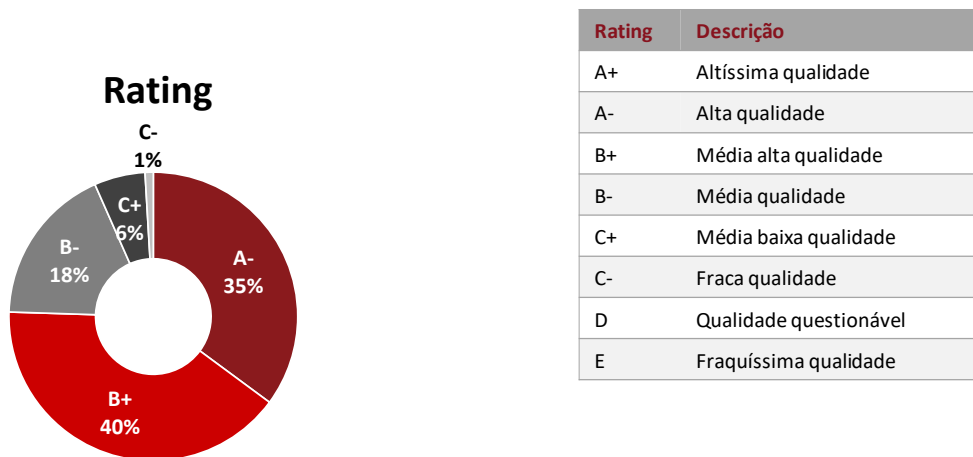 Rating
C-
1%
C+
6%
B-
18%
A-
35%
B+
40%
Rating Descrição
A+ Altíssima qualidade
A- Alta qualidade
B+ Média alta qualidade
B- Média qualidade
C+ Média baixa qualidade
C- Fraca qualidade
D Qualidade questionável
E Fraquíssima qualidade